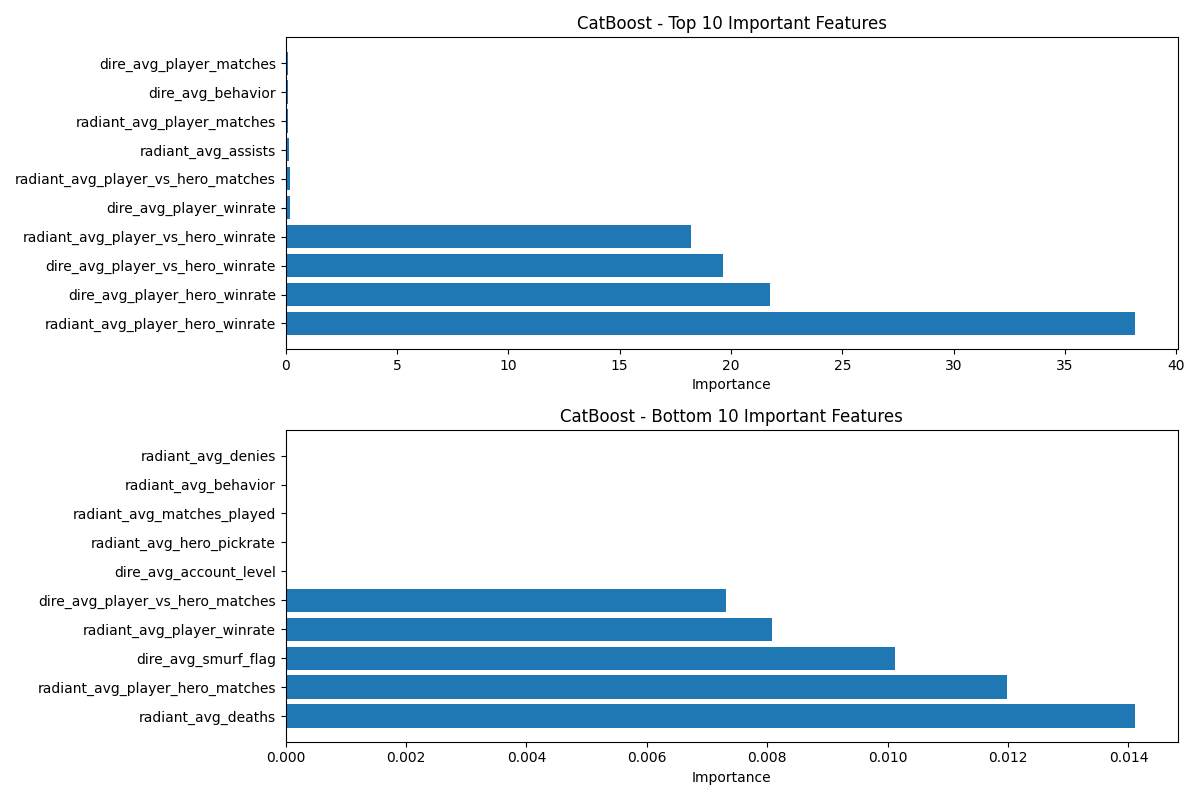 CatBoost - Top 10 Important Features
dire_avg_player_matches
dire_avg_behavior
radiant_avg_player_matches
radiant_avg_assists
radiant_avg_player_vs_hero_matches
dire_avg_player_winrate
radiant_avg_player_vs_hero_winrate
dire_avg_player_vs_hero_winrate
dire_avg_player_hero_winrate
radiant_avg_player_hero_winrate
0 5 10 15 20 25 30 35 40
Importance
CatBoost - Bottom 10 Important Features
radiant_avg_denies
radiant_avg_behavior
radiant_avg_matches_played
radiant_avg_hero_pickrate
dire_avg_account_level
dire_avg_player_vs_hero_matches
radiant_avg_player_winrate
dire_avg_smurf_flag
radiant_avg_player_hero_matches
radiant_avg_deaths
0.000 0.002 0.004 0.006 0.008 0.010 0.012 0.014
Importance